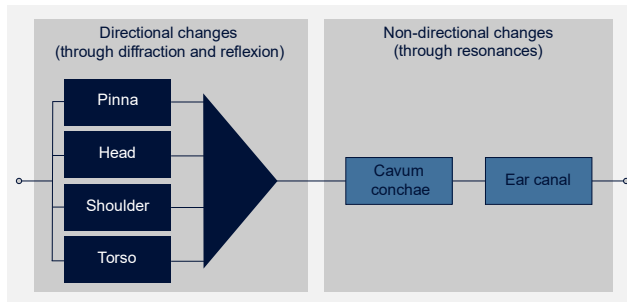 Directional changes
(through diffraction and reflexion)
Non-directional changes
(through resonances)
Pinna
Head
Shoulder
Torso
Cavum
conchae
Ear canal